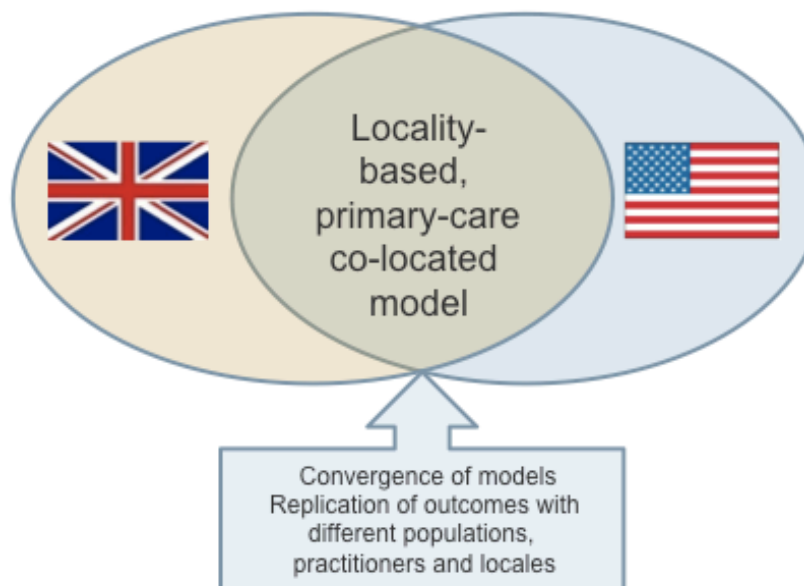 Locality-
based,
primary-care
co-located
model
Convergence of models
Replication of outcomes with
different populations,
practitioners and locales